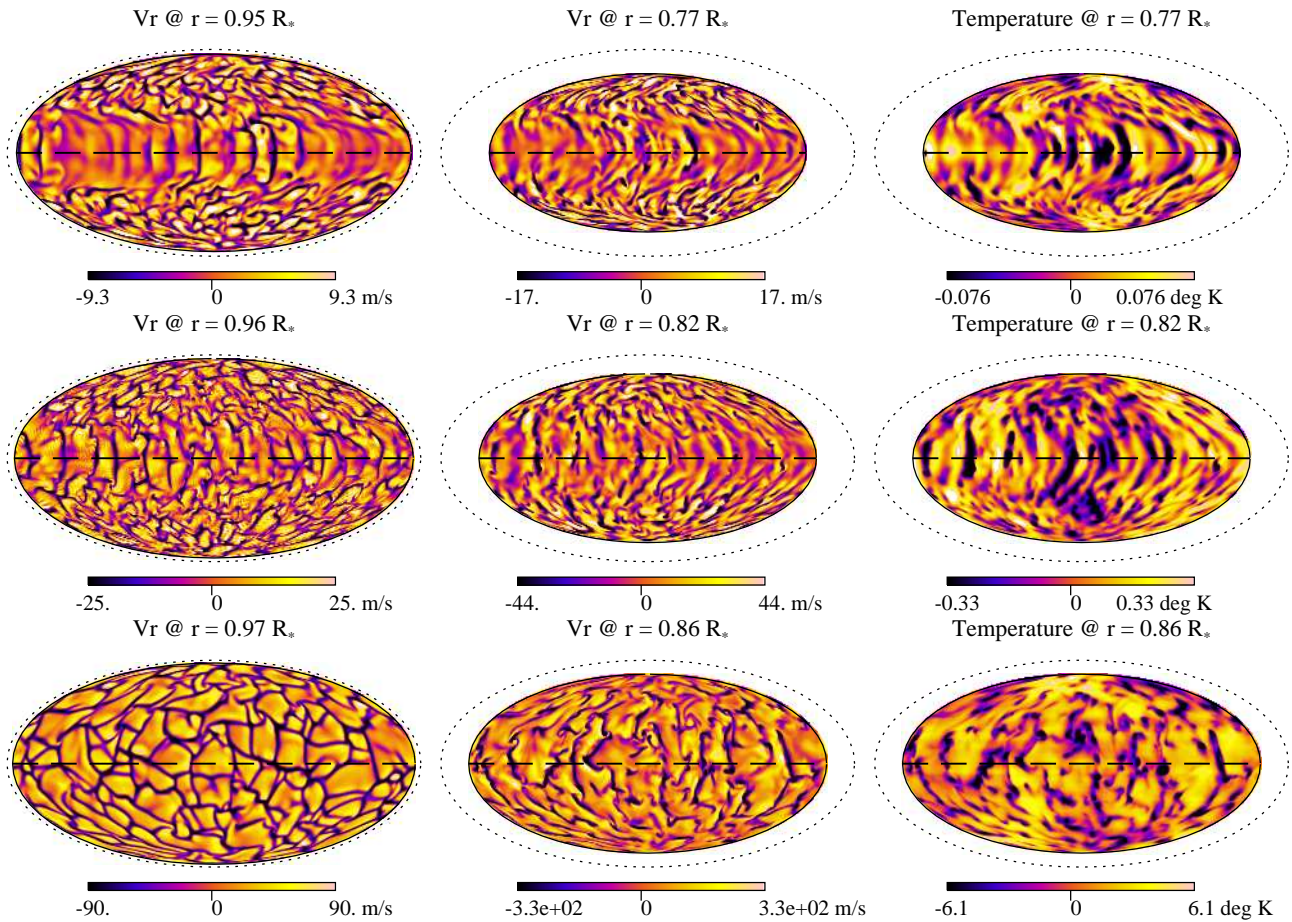 Vr @ r = 0.95 R* Vr @ r = 0.77 R* Temperature @ r = 0.77 R*
-9.3 0 9.3 m/s -17. 0 17. m/s -0.076 0 0.076 deg K
Vr @ r = 0.96 R* Vr @ r = 0.82 R* Temperature @ r = 0.82 R*
-25. 0 25. m/s -44. 0 44. m/s -0.33 0 0.33 deg K
Vr @ r = 0.97 R* Vr @ r = 0.86 R* Temperature @ r = 0.86 R*
-90. 0 90. m/s -3.3e+02 0 3.3e+02 m/s -6.1 0 6.1 deg K